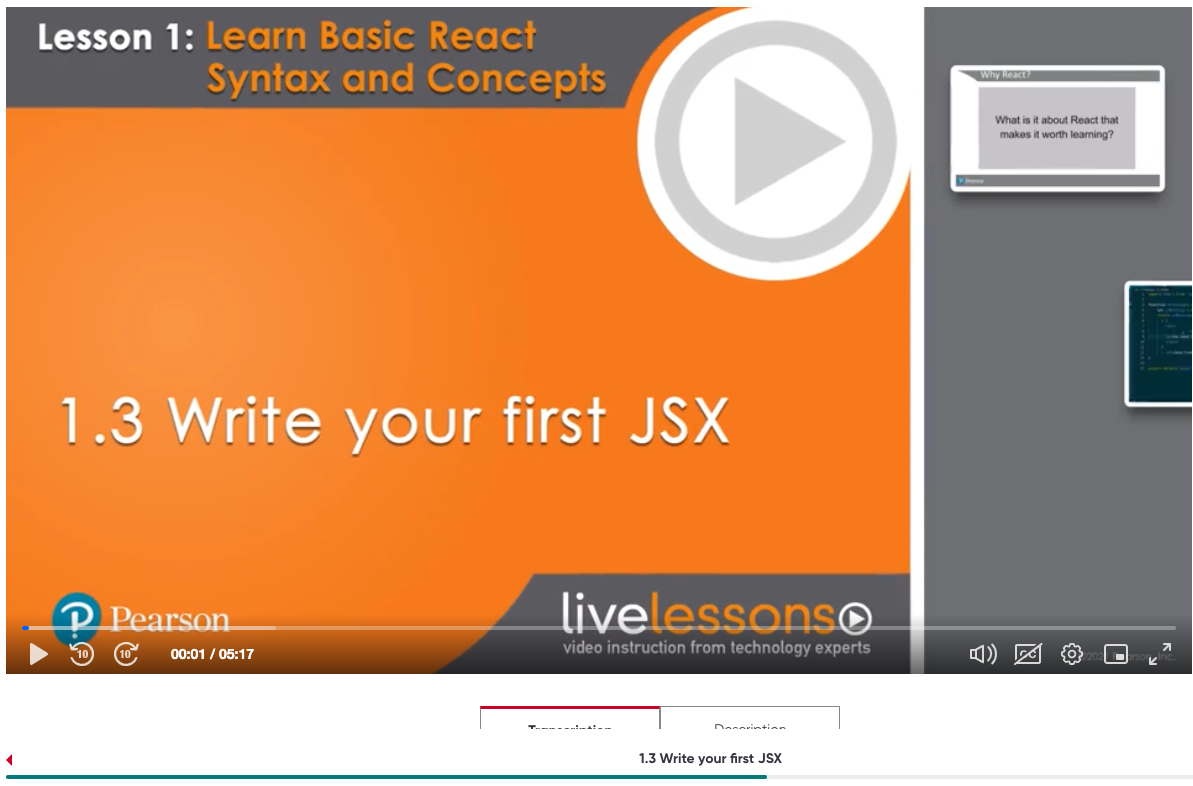 Lesson 1: Learn Basic React
Syntax and Concepts
Why React?
What is it about React that
makes it worth learning?
Pearson
1.3 Write your first JSX
Pearson
livelessons
video instruction from technology experts
10
10
00:01 / 05:17
CC
Transcription
Description
1.3 Write your first JSX